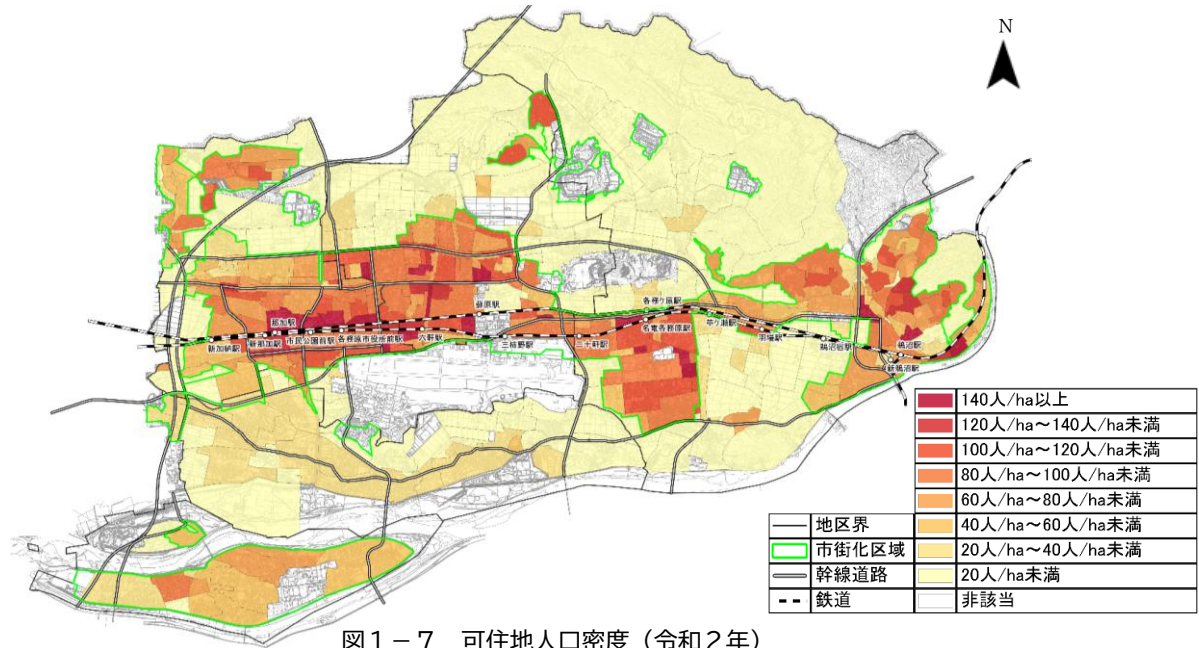 N
蘇原駅
各務ケ原駅
那加駅
新加納駅
新那加駅
市民公園前駅
各務原市役所前駅
六軒駅
三柿野駅
二十軒駅
名電各務原駅
苧ケ瀬駅
羽場駅
鵜沼宿駅
鵜沼駅
新鵜沼駅
140人/ha以上
120人/ha～140人/ha未満
100人/ha～120人/ha未満
80人/ha～100人/ha未満
60人/ha～80人/ha未満
地区界
40人/ha～60人/ha未満
市街化区域
20人/ha～40人/ha未満
幹線道路
20人/ha未満
鉄道
非該当
図１－７ 可住地人口密度（令和２年）